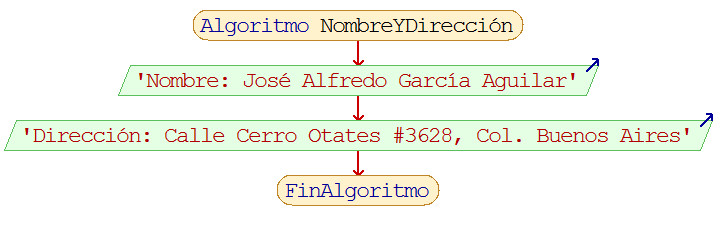 Algoritmo NombreYDirección
'Nombre: José Alfredo García Aguilar'
'Dirección: Calle Cerro Otates #3628, Col. Buenos Aires'
FinAlgoritmo